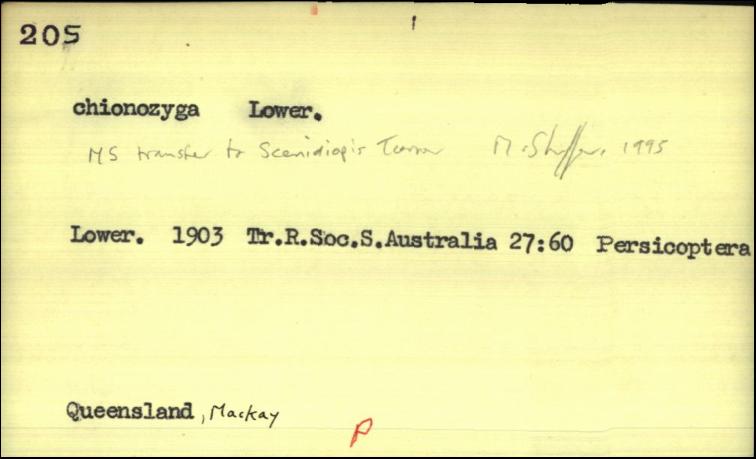 205
chionozyga Lower.
MS transfer to Scenidiopis Turner M. Shaffer, 1995
Lower. 1903 Tr.R.Soc.S.Australia 27:60 Persicoptera
Queensland, Mackay
P